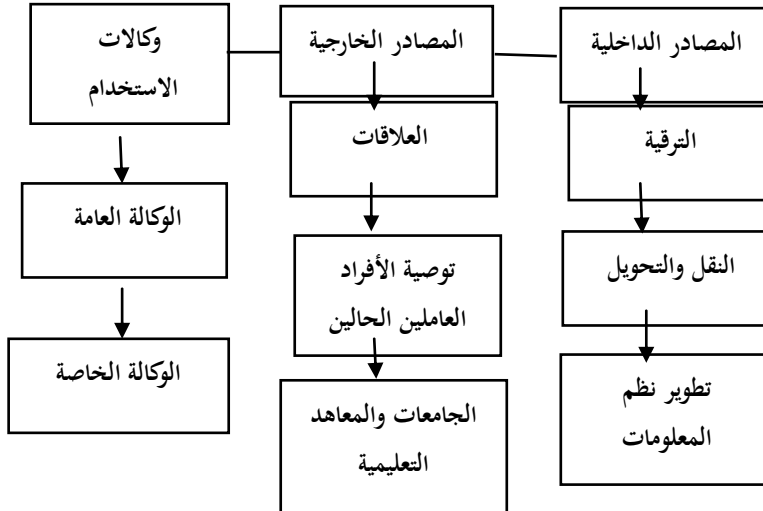 المصادر الداخلية
الترقية
النقل والتحويل
تطوير نظم
المعلومات
المصادر الخارجية
العلاقات
توصية الأفراد
العاملين الحالين
الجامعات والمعاهد
التعليمية
وكالات
الاستخدام
الوكالة العامة
الوكالة الخاصة